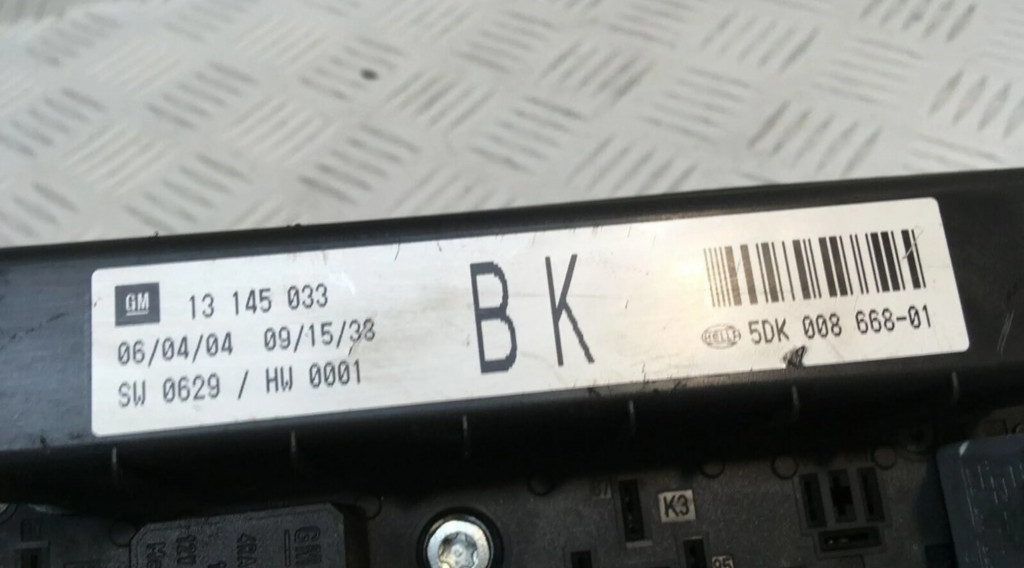 GM 13 145 033
06/04/04 09/15/38
SW 0629 / HW 0001
BK
HELLA 5DK 008 668-01
K3
GM